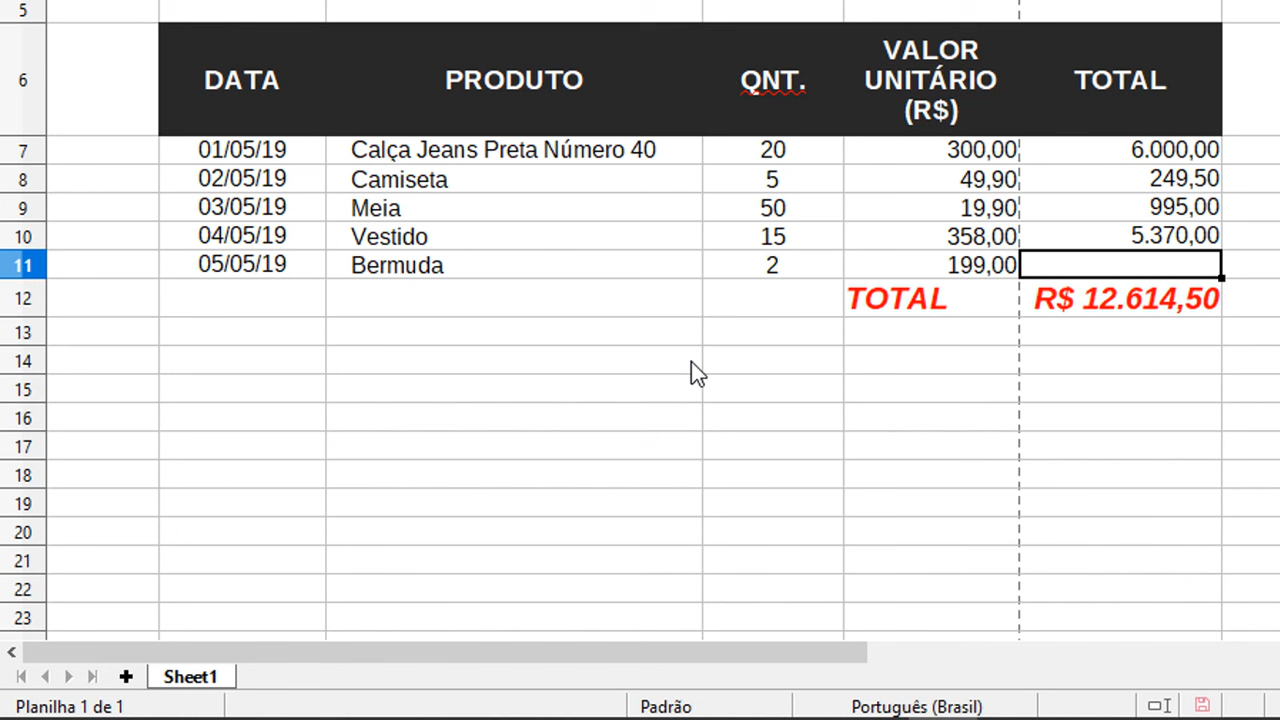 5
6 DATA PRODUTO QNT. VALOR UNITÁRIO (R$) TOTAL
7 01/05/19 Calça Jeans Preta Número 40 20 300,00 6.000,00
8 02/05/19 Camiseta 5 49,90 249,50
9 03/05/19 Meia 50 19,90 995,00
10 04/05/19 Vestido 15 358,00 5.370,00
11 05/05/19 Bermuda 2 199,00
12 TOTAL R$ 12.614,50
13
14
15
16
17
18
19
20
21
22
23
Sheet1
Planilha 1 de 1 Padrão Português (Brasil)